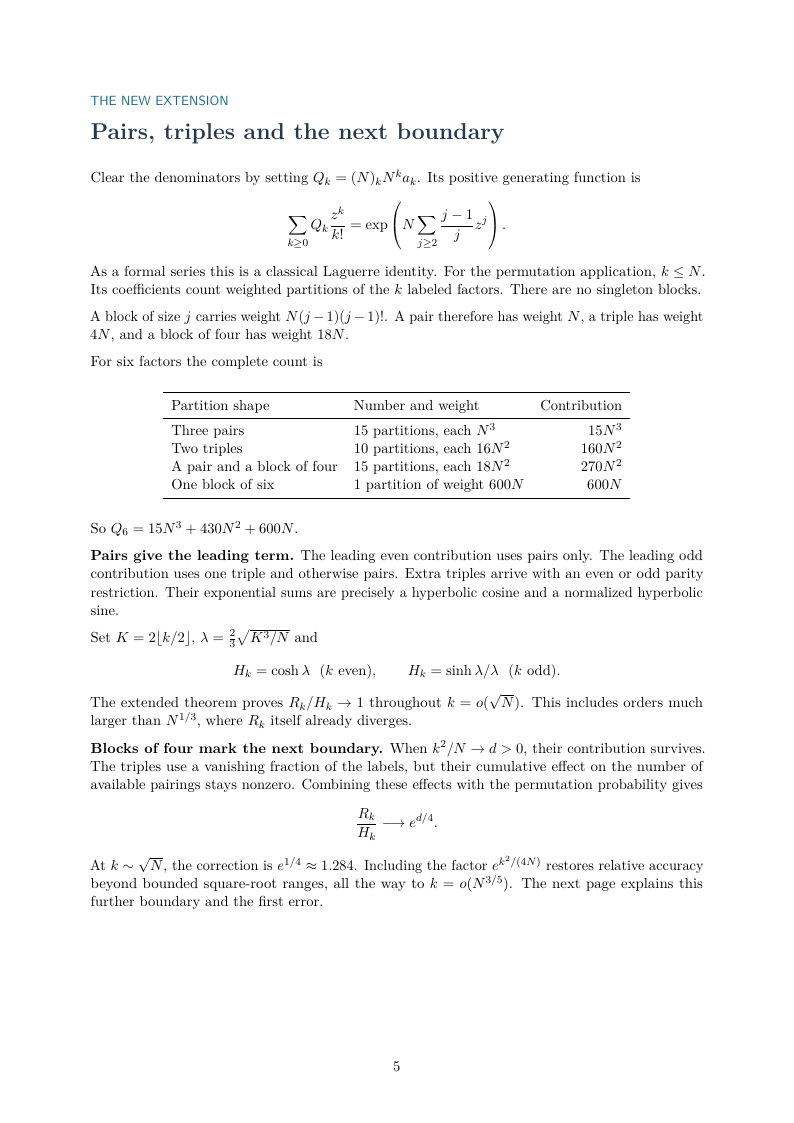 THE NEW EXTENSION
Pairs, triples and the next boundary
Clear the denominators by setting Q_k = (N)_k N^k a_k. Its positive generating function is
∑_{k≥0} Q_k z^k/k! = exp(N ∑_{j≥2} (j − 1)/j z^j).
As a formal series this is a classical Laguerre identity. For the permutation application, k ≤ N.
Its coefficients count weighted partitions of the k labeled factors. There are no singleton blocks.
A block of size j carries weight N(j − 1)(j − 1)!. A pair therefore has weight N, a triple has weight
4N, and a block of four has weight 18N.
For six factors the complete count is
Partition shape Number and weight Contribution
Three pairs 15 partitions, each N^3 15N^3
Two triples 10 partitions, each 16N^2 160N^2
A pair and a block of four 15 partitions, each 18N^2 270N^2
One block of six 1 partition of weight 600N 600N
So Q_6 = 15N^3 + 430N^2 + 600N.
Pairs give the leading term. The leading even contribution uses pairs only. The leading odd
contribution uses one triple and otherwise pairs. Extra triples arrive with an even or odd parity
restriction. Their exponential sums are precisely a hyperbolic cosine and a normalized hyperbolic
sine.
Set K = 2⌊k/2⌋, λ = 2/3 √(K^3/N) and
H_k = cosh λ (k even), H_k = sinh λ/λ (k odd).
The extended theorem proves R_k/H_k → 1 throughout k = o(√N). This includes orders much
larger than N^{1/3}, where R_k itself already diverges.
Blocks of four mark the next boundary. When k^2/N → d > 0, their contribution survives.
The triples use a vanishing fraction of the labels, but their cumulative effect on the number of
available pairings stays nonzero. Combining these effects with the permutation probability gives
R_k/H_k ⟶ e^{d/4}.
At k ∼ √N, the correction is e^{1/4} ≈ 1.284. Including the factor e^{k^2/(4N)} restores relative accuracy
beyond bounded square-root ranges, all the way to k = o(N^{3/5}). The next page explains this
further boundary and the first error.
5